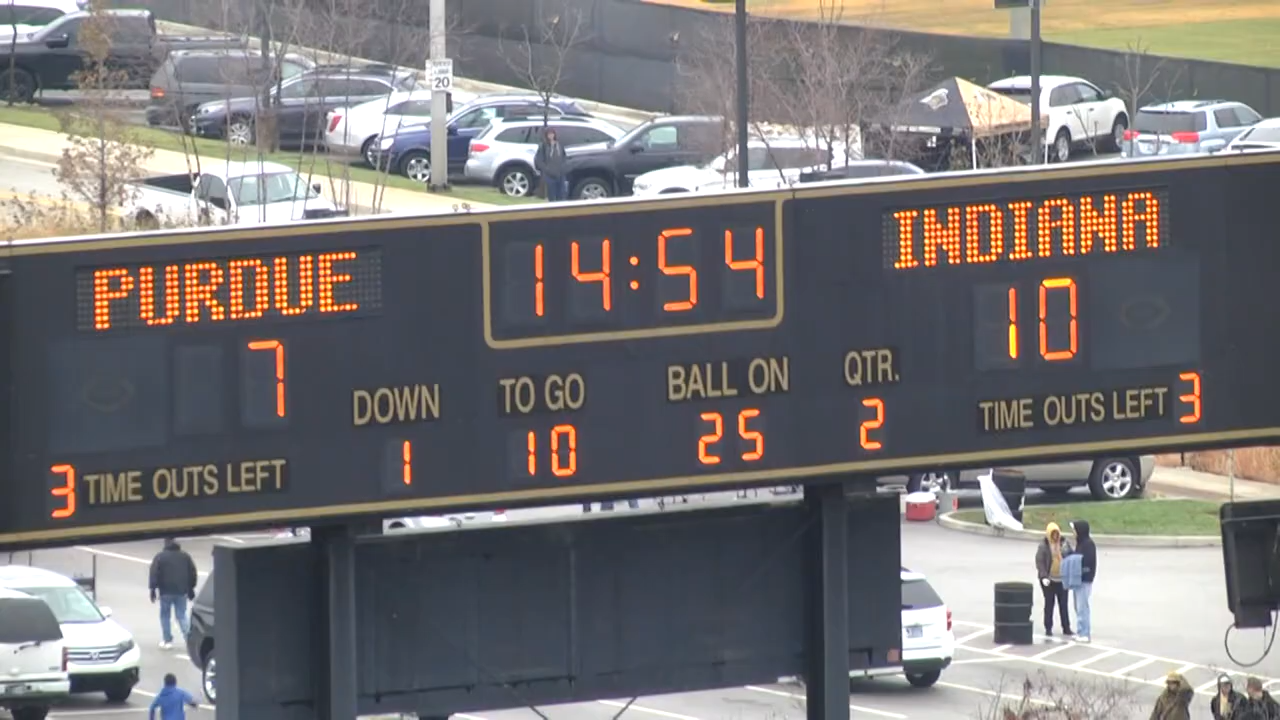 20
PURDUE 14:54 INDIANA
7 10
DOWN TO GO BALL ON QTR.
1 10 25 2
3 TIME OUTS LEFT TIME OUTS LEFT 3